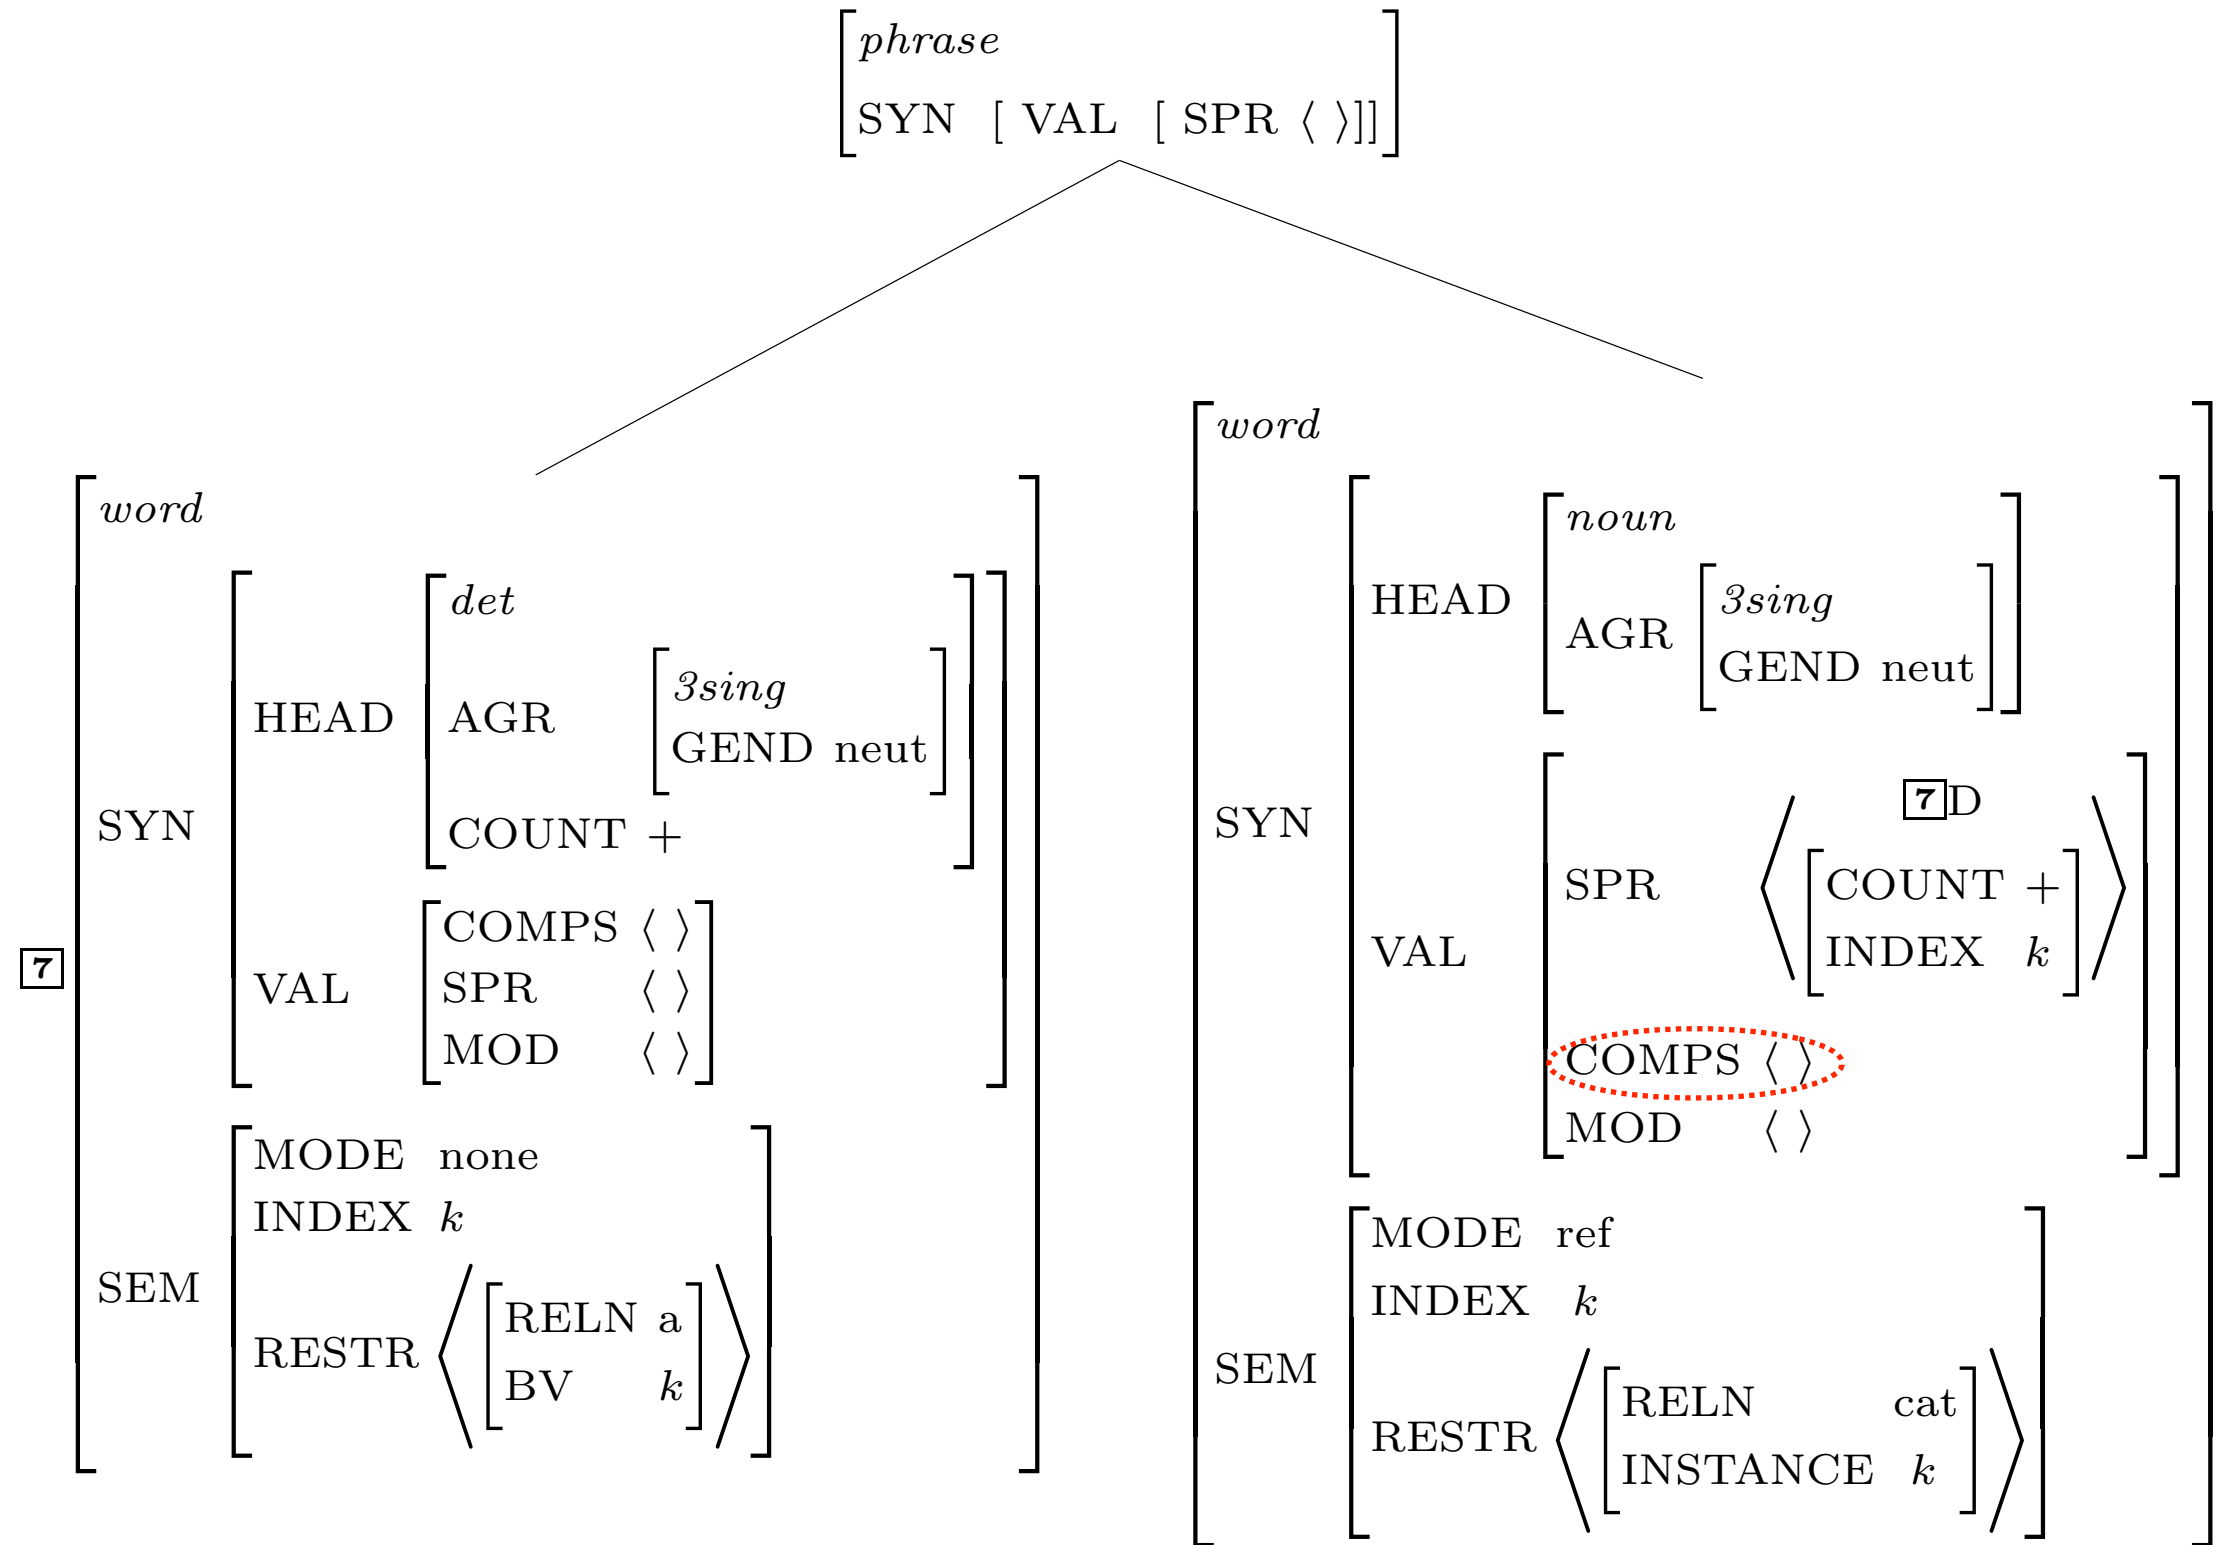 phrase
SYN [ VAL [ SPR ⟨ ⟩]]
7
word
SYN
HEAD
det
AGR
3sing
GEND neut
COUNT +
VAL
COMPS ⟨ ⟩
SPR ⟨ ⟩
MOD ⟨ ⟩
SEM
MODE none
INDEX k
RESTR
RELN a
BV k
word
SYN
HEAD
noun
AGR
3sing
GEND neut
VAL
SPR
7 D
COUNT +
INDEX k
COMPS ⟨ ⟩
MOD ⟨ ⟩
SEM
MODE ref
INDEX k
RESTR
RELN cat
INSTANCE k